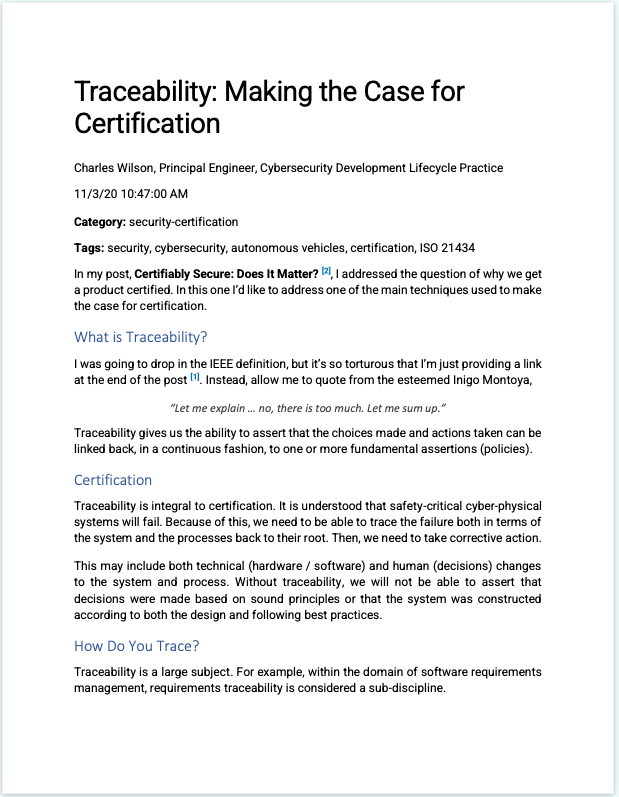 Traceability: Making the Case for
Certification
Charles Wilson, Principal Engineer, Cybersecurity Development Lifecycle Practice
11/3/20 10:47:00 AM
Category: security-certification
Tags: security, cybersecurity, autonomous vehicles, certification, ISO 21434
In my post, Certifiably Secure: Does It Matter? [2], I addressed the question of why we get
a product certified. In this one I’d like to address one of the main techniques used to make
the case for certification.
What is Traceability?
I was going to drop in the IEEE definition, but it’s so torturous that I’m just providing a link
at the end of the post [1]. Instead, allow me to quote from the esteemed Inigo Montoya,
“Let me explain … no, there is too much. Let me sum up.”
Traceability gives us the ability to assert that the choices made and actions taken can be
linked back, in a continuous fashion, to one or more fundamental assertions (policies).
Certification
Traceability is integral to certification. It is understood that safety-critical cyber-physical
systems will fail. Because of this, we need to be able to trace the failure both in terms of
the system and the processes back to their root. Then, we need to take corrective action.
This may include both technical (hardware / software) and human (decisions) changes
to the system and process. Without traceability, we will not be able to assert that
decisions were made based on sound principles or that the system was constructed
according to both the design and following best practices.
How Do You Trace?
Traceability is a large subject. For example, within the domain of software requirements
management, requirements traceability is considered a sub-discipline.